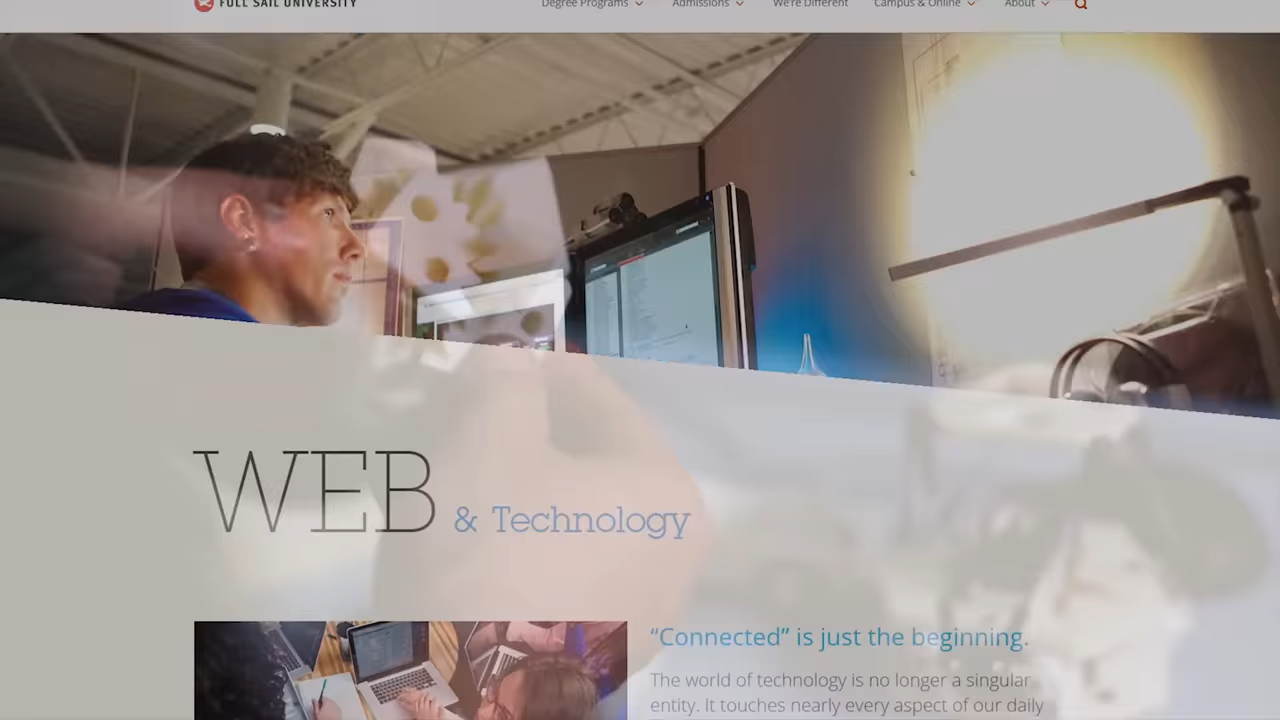 FULL SAIL UNIVERSITY
Degree Programs
Admissions
We're Different
Campus & Online
About
WEB & Technology
“Connected” is just the beginning.
The world of technology is no longer a singular
entity. It touches nearly every aspect of our daily